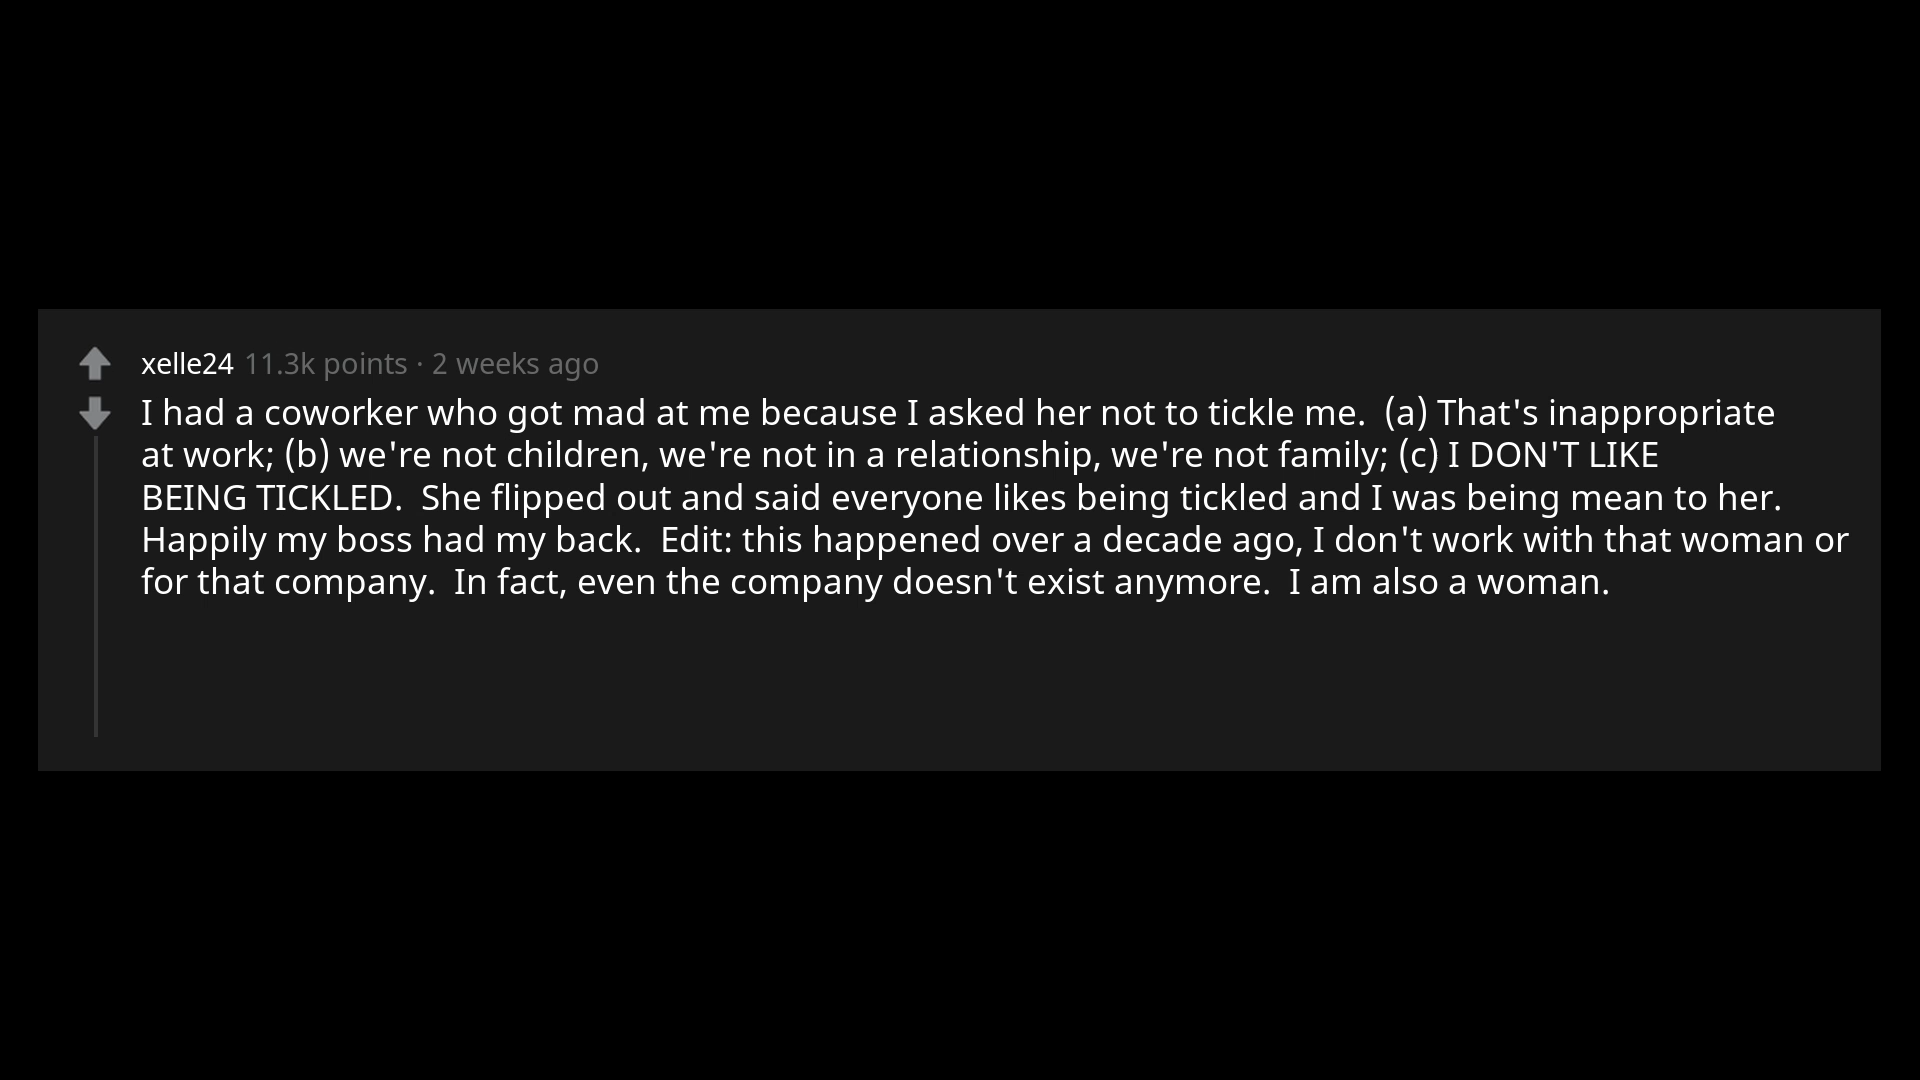 xelle24 11.3k points · 2 weeks ago
I had a coworker who got mad at me because I asked her not to tickle me.  (a) That's inappropriate
at work; (b) we're not children, we're not in a relationship, we're not family; (c) I DON'T LIKE
BEING TICKLED.  She flipped out and said everyone likes being tickled and I was being mean to her.
Happily my boss had my back.  Edit: this happened over a decade ago, I don't work with that woman or
for that company.  In fact, even the company doesn't exist anymore.  I am also a woman.